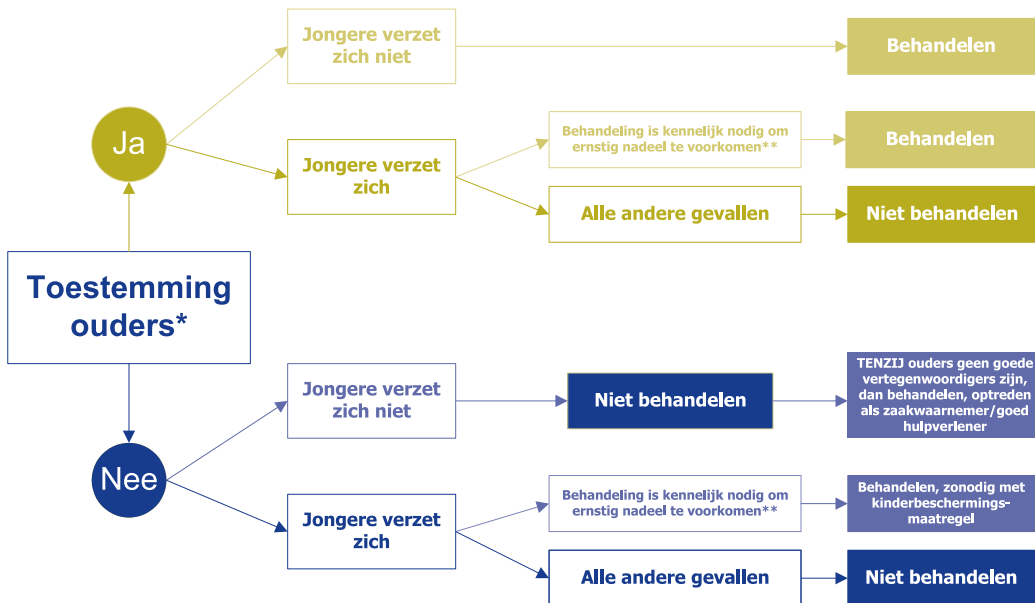 Jongere verzet
zich niet
Behandelen
Ja
Behandeling is kennelijk nodig om
ernstig nadeel te voorkomen**
Behandelen
Jongere verzet
zich
Alle andere gevallen
Niet behandelen
Toestemming
ouders*
Jongere verzet
zich niet
Niet behandelen
TENZIJ ouders geen goede
vertegenwoordigers zijn,
dan behandelen, optreden
als zaakwaarnemer/goed
hulpverlener
Nee
Behandeling is kennelijk nodig om
ernstig nadeel te voorkomen**
Behandelen, zonodig met
kinderbeschermings-
maatregel
Jongere verzet
zich
Alle andere gevallen
Niet behandelen